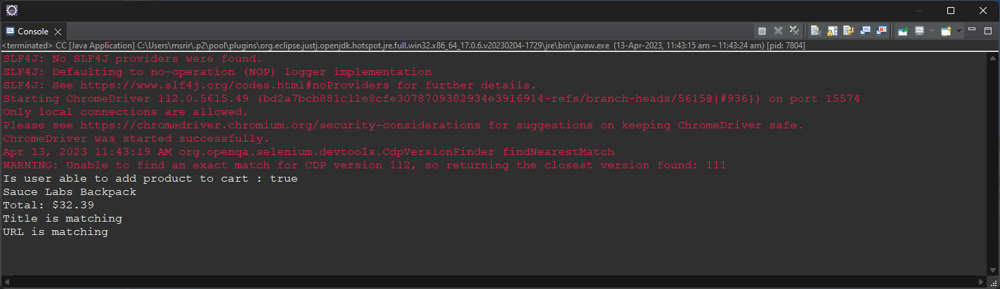 Console
<terminated> CC [Java Application] C:\Users\msrir\.p2\pool\plugins\org.eclipse.justj.openjdk.hotspot.jre.full.win32.x86_64_17.0.6.v20230204-1729\jre\bin\javaw.exe (13-Apr-2023, 11:43:15 am – 11:43:24 am) [pid: 7804]
SLF4J: No SLF4J providers were found.
SLF4J: Defaulting to no-operation (NOP) logger implementation
SLF4J: See https://www.slf4j.org/codes.html#noProviders for further details.
Starting ChromeDriver 112.0.5615.49 (bd2a7bcb881c11e8cfe3078709382934e3916914-refs/branch-heads/5615@{#936}) on port 15574
Only local connections are allowed.
Please see https://chromedriver.chromium.org/security-considerations for suggestions on keeping ChromeDriver safe.
ChromeDriver was started successfully.
Apr 13, 2023 11:43:19 AM org.openqa.selenium.devtools.CdpVersionFinder findNearestMatch
WARNING: Unable to find an exact match for CDP version 112, so returning the closest version found: 111
Is user able to add product to cart : true
Sauce Labs Backpack
Total: $32.39
Title is matching
URL is matching